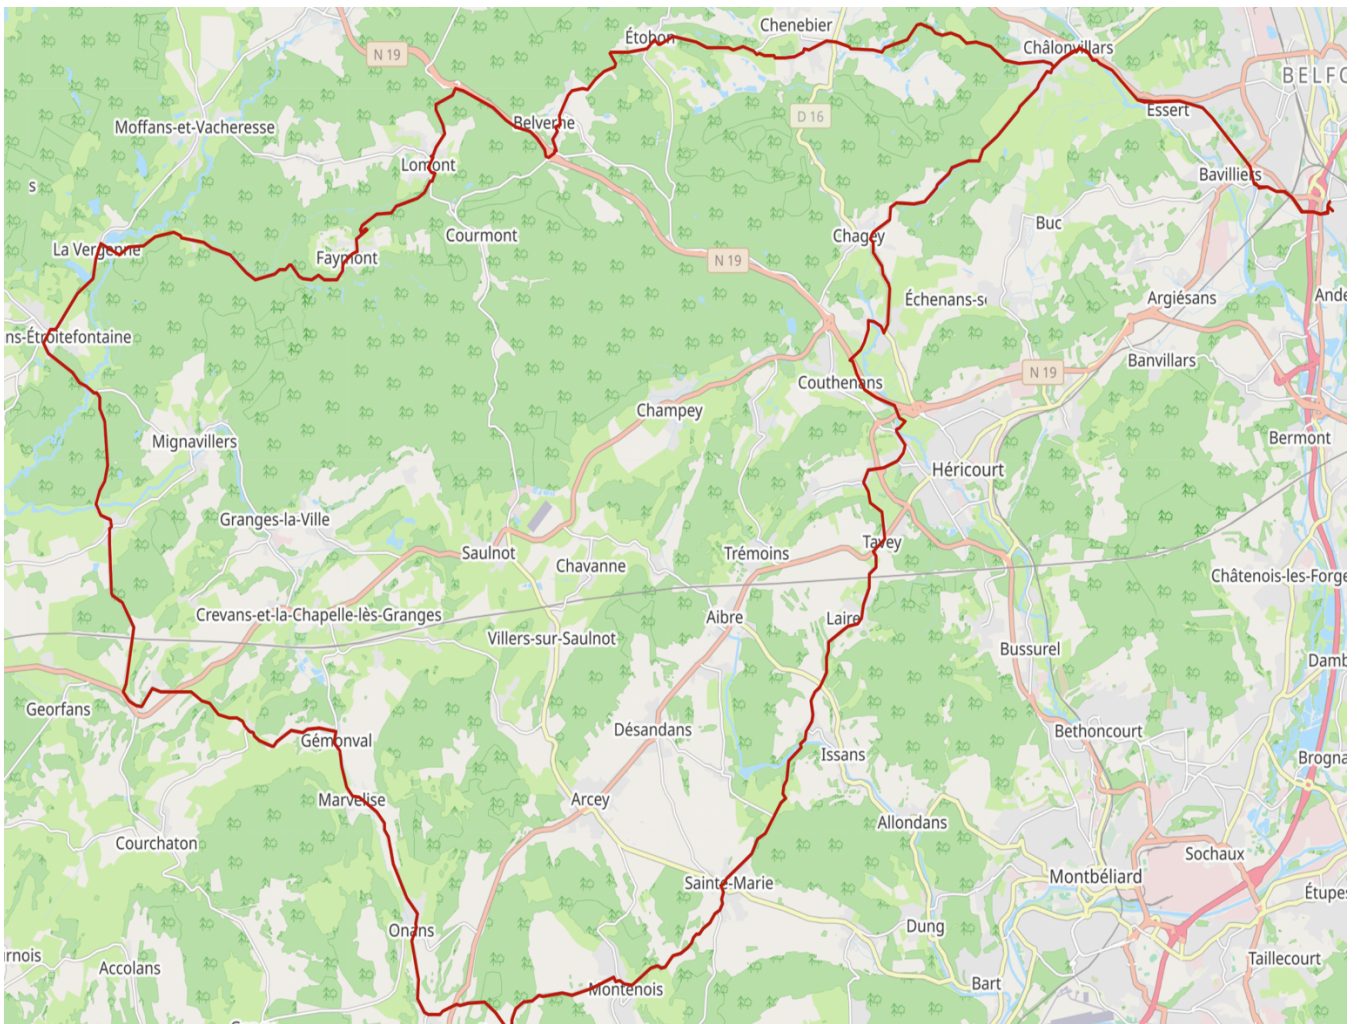 Chenebier
Étobon
Châlonvillars
N 19
BELFO
D 16
Essert
Belverne
Moffans-et-Vacheresse
Lomont
Bavilliers
s
Buc
Courmont
Chagey
La Vergenne
Faymont
N 19
Échenans-s
Argiésans
Ande
ns-Étroitefontaine
Banvillars
N 19
Couthenans
Champey
Mignavillers
Bermont
Héricourt
Granges-la-Ville
Saulnot
Trémoins
Tavey
Chavanne
Châtenois-les-Forge
Crevans-et-la-Chapelle-lès-Granges
Aibre
Laire
Villers-sur-Saulnot
Bussurel
Damb
Georfans
Désandans
Bethoncourt
Gémonval
Issans
Brogna
Marvelise
Arcey
Allondans
Courchaton
Sochaux
Sainte-Marie
Montbéliard
Étupes
Dung
Onans
rnois
Accolans
Taillecourt
Bart
Montenois